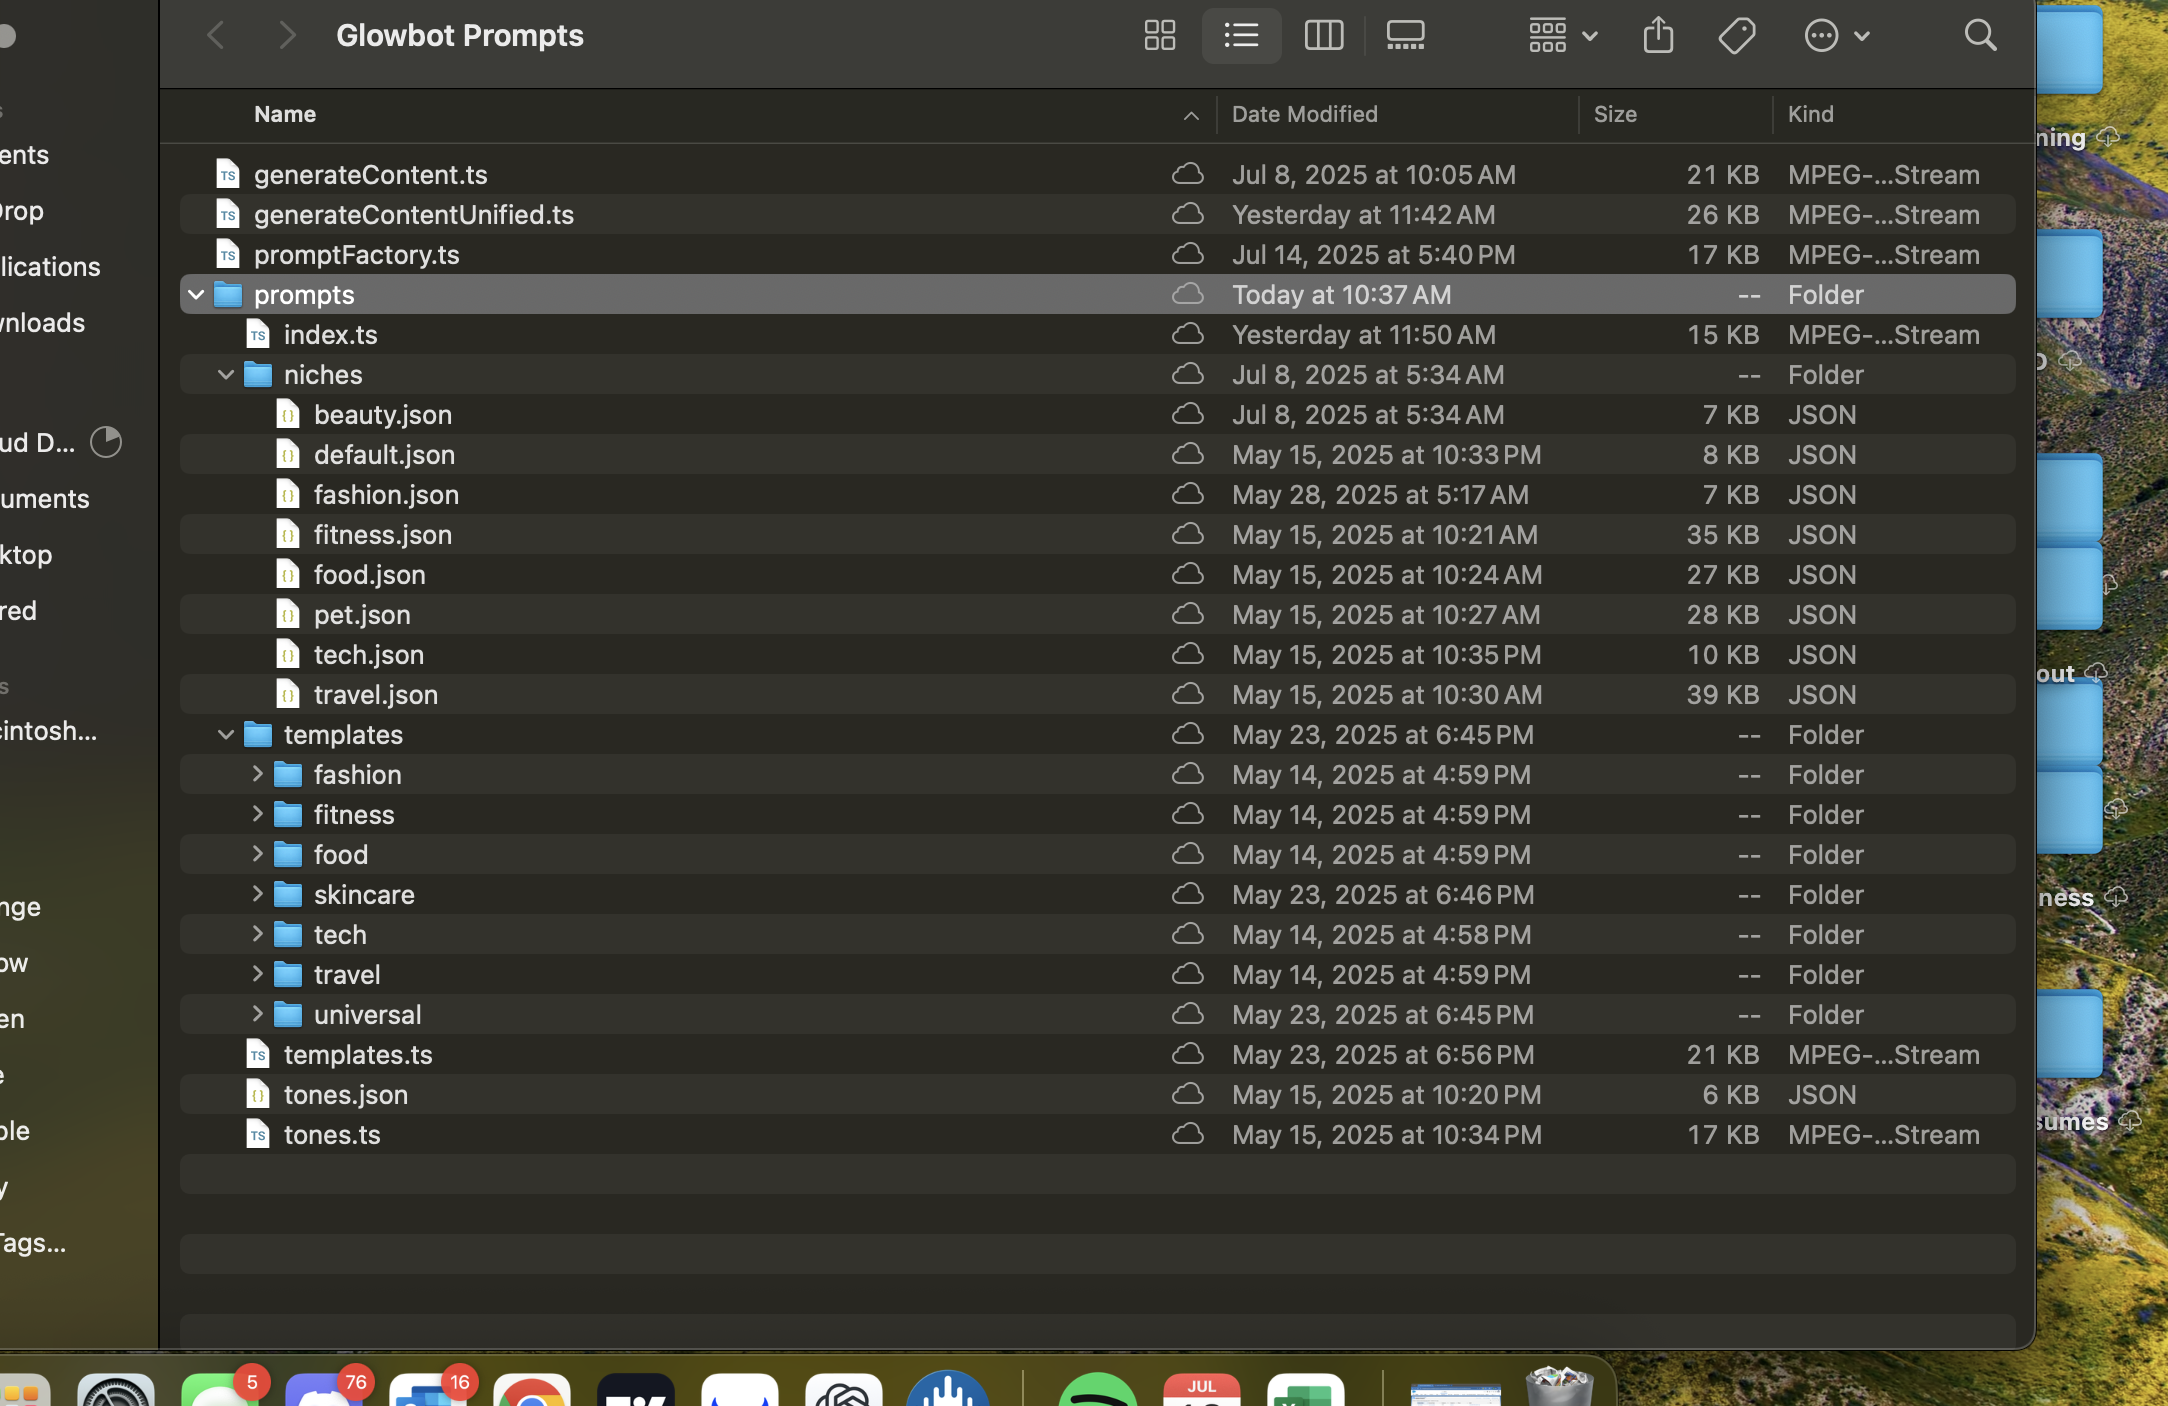 Glowbot Prompts
Name Date Modified Size Kind
TS generateContent.ts Jul 8, 2025 at 10:05 AM 21 KB MPEG-...Stream
TS generateContentUnified.ts Yesterday at 11:42 AM 26 KB MPEG-...Stream
TS promptFactory.ts Jul 14, 2025 at 5:40 PM 17 KB MPEG-...Stream
prompts Today at 10:37 AM -- Folder
TS index.ts Yesterday at 11:50 AM 15 KB MPEG-...Stream
niches Jul 8, 2025 at 5:34 AM -- Folder
{} beauty.json Jul 8, 2025 at 5:34 AM 7 KB JSON
{} default.json May 15, 2025 at 10:33 PM 8 KB JSON
{} fashion.json May 28, 2025 at 5:17 AM 7 KB JSON
{} fitness.json May 15, 2025 at 10:21 AM 35 KB JSON
{} food.json May 15, 2025 at 10:24 AM 27 KB JSON
{} pet.json May 15, 2025 at 10:27 AM 28 KB JSON
{} tech.json May 15, 2025 at 10:35 PM 10 KB JSON
{} travel.json May 15, 2025 at 10:30 AM 39 KB JSON
templates May 23, 2025 at 6:45 PM -- Folder
fashion May 14, 2025 at 4:59 PM -- Folder
fitness May 14, 2025 at 4:59 PM -- Folder
food May 14, 2025 at 4:59 PM -- Folder
skincare May 23, 2025 at 6:46 PM -- Folder
tech May 14, 2025 at 4:58 PM -- Folder
travel May 14, 2025 at 4:59 PM -- Folder
universal May 23, 2025 at 6:45 PM -- Folder
TS templates.ts May 23, 2025 at 6:56 PM 21 KB MPEG-...Stream
{} tones.json May 15, 2025 at 10:20 PM 6 KB JSON
TS tones.ts May 15, 2025 at 10:34 PM 17 KB MPEG-...Stream
s
ents
Drop
lications
wnloads
ud D...
uments
ktop
red
s
cintosh...
nge
ow
en
e
ole
y
Tags...
ning
out
ness
sumes
5
76
16
JUL